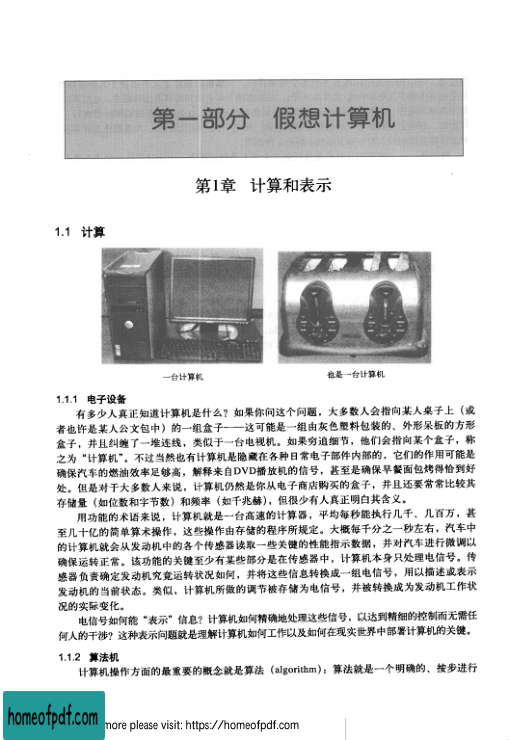 第一部分 假想计算机
第1章 计算和表示
1.1 计算
一台计算机
也是一台计算机
1.1.1 电子设备
有多少人真正知道计算机是什么？如果你问这个问题，大多数人会指向某人桌子上（或
者也许是某人公文包中）的一组盒子——这可能是一组由灰色塑料包装的、外形呆板的方形
盒子，并且纠缠了一堆连线，类似于一台电视机。如果穷追细节，他们会指向某个盒子，称
之为“计算机”。不过当然也有计算机是隐藏在各种日常电子部件内部的，它们的作用可能是
确保汽车的燃油效率足够高，解释来自DVD播放机的信号，甚至是确保早餐面包烤得恰到好
处。但是对于大多数人来说，计算机仍然是你从电子商店购买的盒子，并且还要常常比较其
存储量（如位数和字节数）和频率（如千兆赫），但很少有人真正明白其含义。
用功能的术语来说，计算机就是一台高速的计算器，平均每秒能执行几千、几百万，甚
至几十亿的简单算术操作，这些操作由存储的程序所规定。大概每千分之一秒左右，汽车中
的计算机就会从发动机中的各个传感器读取一些关键的性能指示数据，并对汽车进行微调以
确保运转正常。该功能的关键至少有某些部分是在传感器中，计算机本身只处理电信号。传
感器负责确定发动机究竟运转状况如何，并将这些信息转换成一组电信号，用以描述或表示
发动机的当前状态。类似，计算机所做的调节被存储为电信号，并被转换成为发动机工作状
况的实际变化。
电信号如何能“表示”信息？计算机如何精确地处理这些信号，以达到精细的控制而无需任
何人的干涉？这种表示问题就是理解计算机如何工作以及如何在现实世界中部署计算机的关键。
1.1.2 算法机
计算机操作方面的最重要的概念就是算法（algorithm）：算法就是一个明确的、按步进行
homeofpdf.com
more please visit: https://homeofpdf.com